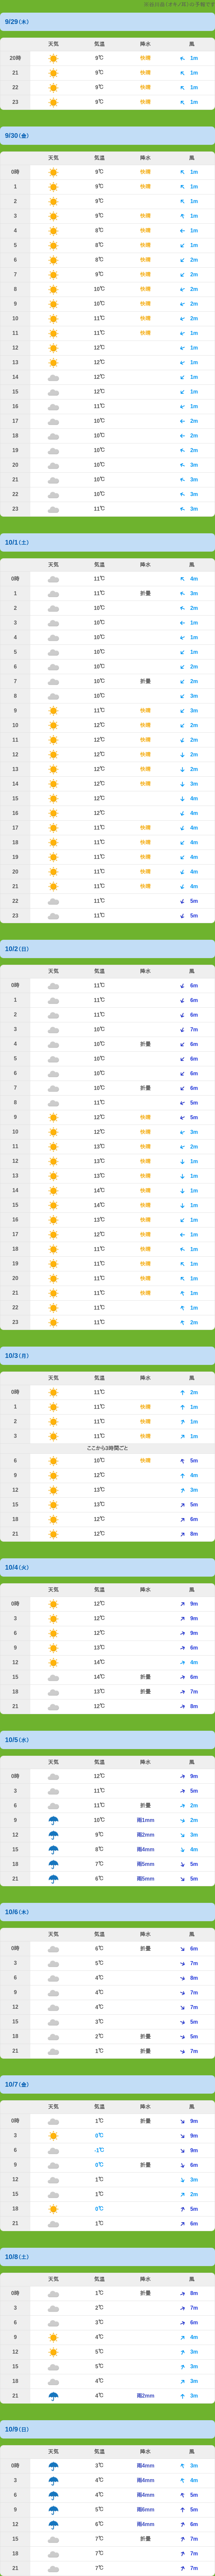 9/29（木）
天気 気温 降水 風
20時 9℃ 快晴 1m
21 9℃ 快晴 1m
22 9℃ 快晴 1m
23 9℃ 快晴 1m
9/30（金）
天気 気温 降水 風
0時 9℃ 快晴 1m
1 9℃ 快晴 1m
2 9℃ 1m
3 9℃ 快晴 1m
4 8℃ 快晴 1m
5 8℃ 快晴 1m
6 8℃ 快晴 2m
7 9℃ 快晴 2m
8 10℃ 快晴 2m
9 10℃ 快晴 2m
10 11℃ 快晴 1m
11 11℃ 快晴 1m
12 12℃ 1m
13 12℃ 1m
14 12℃ 1m
15 12℃ 1m
16 11℃ 1m
17 10℃ 2m
18 10℃ 2m
19 10℃ 2m
20 10℃ 3m
21 10℃ 3m
22 10℃ 3m
23 11℃ 3m
10/1（土）
天気 気温 降水 風
0時 11℃ 4m
1 11℃ 折曇 3m
2 10℃ 2m
3 10℃ 1m
4 10℃ 1m
5 10℃ 1m
6 10℃ 2m
7 10℃ 折曇 2m
8 10℃ 3m
9 11℃ 快晴 3m
10 12℃ 快晴 2m
11 12℃ 快晴 2m
12 12℃ 快晴 2m
13 12℃ 快晴 2m
14 12℃ 快晴 3m
15 12℃ 4m
16 12℃ 4m
17 11℃ 快晴 4m
18 11℃ 快晴 4m
19 11℃ 快晴 4m
20 11℃ 快晴 4m
21 11℃ 快晴 4m
22 11℃ 5m
23 11℃ 5m
10/2（日）
天気 気温 降水 風
0時 11℃ 6m
1 11℃ 6m
2 11℃ 6m
3 10℃ 7m
4 10℃ 折曇 6m
5 10℃ 6m
6 10℃ 6m
7 10℃ 折曇 6m
8 11℃ 5m
9 12℃ 快晴 5m
10 12℃ 快晴 3m
11 13℃ 快晴 2m
12 13℃ 快晴 1m
13 13℃ 快晴 1m
14 14℃ 快晴 1m
15 14℃ 快晴 1m
16 13℃ 快晴 1m
17 12℃ 快晴 1m
18 11℃ 快晴 1m
19 11℃ 快晴 1m
20 11℃ 快晴 1m
21 11℃ 快晴 1m
22 11℃ 1m
23 11℃ 2m
10/3（月）
天気 気温 降水 風
0時 11℃ 2m
1 11℃ 快晴 1m
2 11℃ 快晴 1m
3 11℃ 快晴 1m
ここから3時間ごと
6 10℃ 快晴 5m
9 12℃ 4m
12 13℃ 3m
15 13℃ 5m
18 12℃ 6m
21 12℃ 8m
10/4（火）
天気 気温 降水 風
0時 12℃ 9m
3 12℃ 9m
6 12℃ 9m
9 13℃ 6m
12 14℃ 4m
15 14℃ 折曇 6m
18 13℃ 折曇 7m
21 12℃ 8m
10/5（水）
天気 気温 降水 風
0時 12℃ 9m
3 11℃ 5m
6 11℃ 折曇 2m
9 10℃ 雨1mm 2m
12 9℃ 雨2mm 3m
15 8℃ 雨4mm 4m
18 7℃ 雨5mm 5m
21 6℃ 雨5mm 5m
10/6（木）
天気 気温 降水 風
0時 6℃ 折曇 6m
3 5℃ 7m
6 4℃ 8m
9 4℃ 7m
12 4℃ 7m
15 3℃ 5m
18 2℃ 折曇 5m
21 1℃ 折曇 7m
10/7（金）
天気 気温 降水 風
0時 1℃ 折曇 9m
3 0℃ 9m
6 -1℃ 9m
9 0℃ 折曇 6m
12 1℃ 3m
15 1℃ 2m
18 0℃ 5m
21 1℃ 6m
10/8（土）
天気 気温 降水 風
0時 1℃ 折曇 8m
3 2℃ 7m
6 3℃ 6m
9 4℃ 4m
12 5℃ 3m
15 5℃ 3m
18 4℃ 3m
21 4℃ 雨2mm 3m
10/9（日）
天気 気温 降水 風
0時 3℃ 雨4mm 3m
3 4℃ 雨4mm 4m
6 4℃ 雨4mm 5m
9 5℃ 雨6mm 5m
12 6℃ 雨4mm 6m
15 7℃ 折曇 7m
18 7℃ 7m
21 7℃ 7m